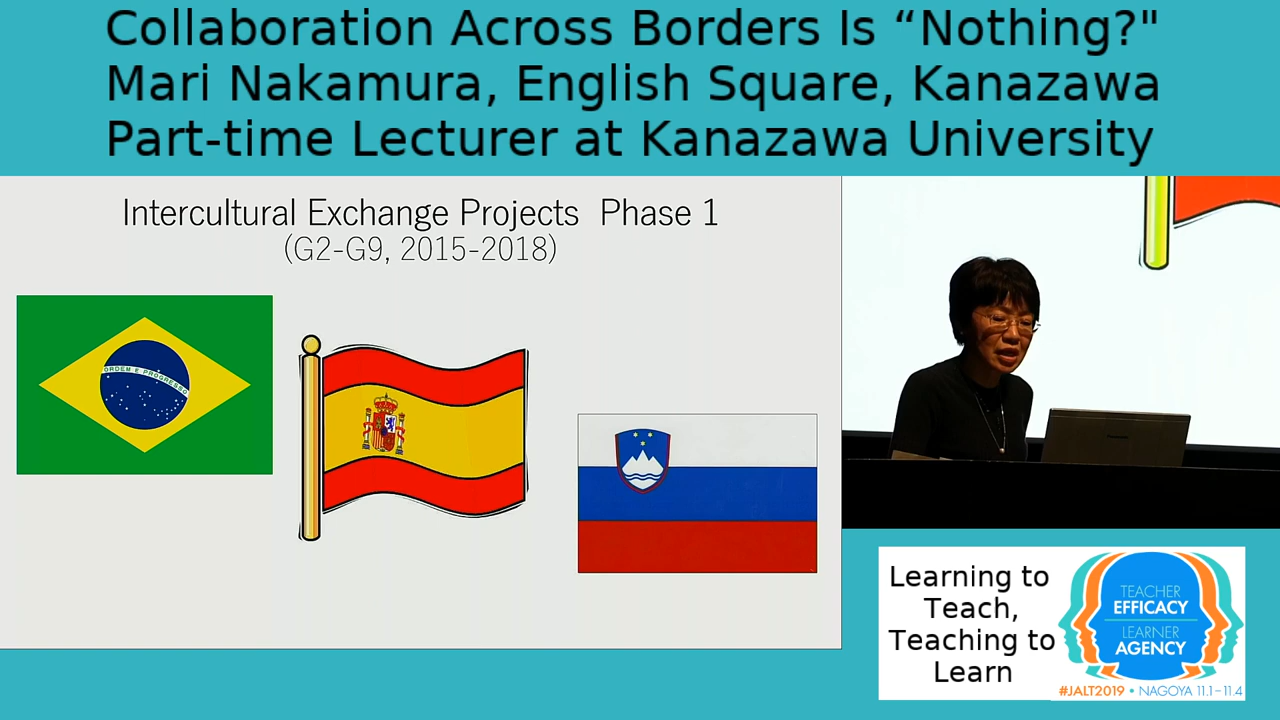 Collaboration Across Borders Is “Nothing?"
Mari Nakamura, English Square, Kanazawa
Part-time Lecturer at Kanazawa University
Intercultural Exchange Projects Phase 1
(G2-G9, 2015-2018)
ORDEM E PROGRESSO
Learning to
Teach,
Teaching to
Learn
TEACHER
EFFICACY
LEARNER
AGENCY
#JALT2019 • NAGOYA 11.1–11.4